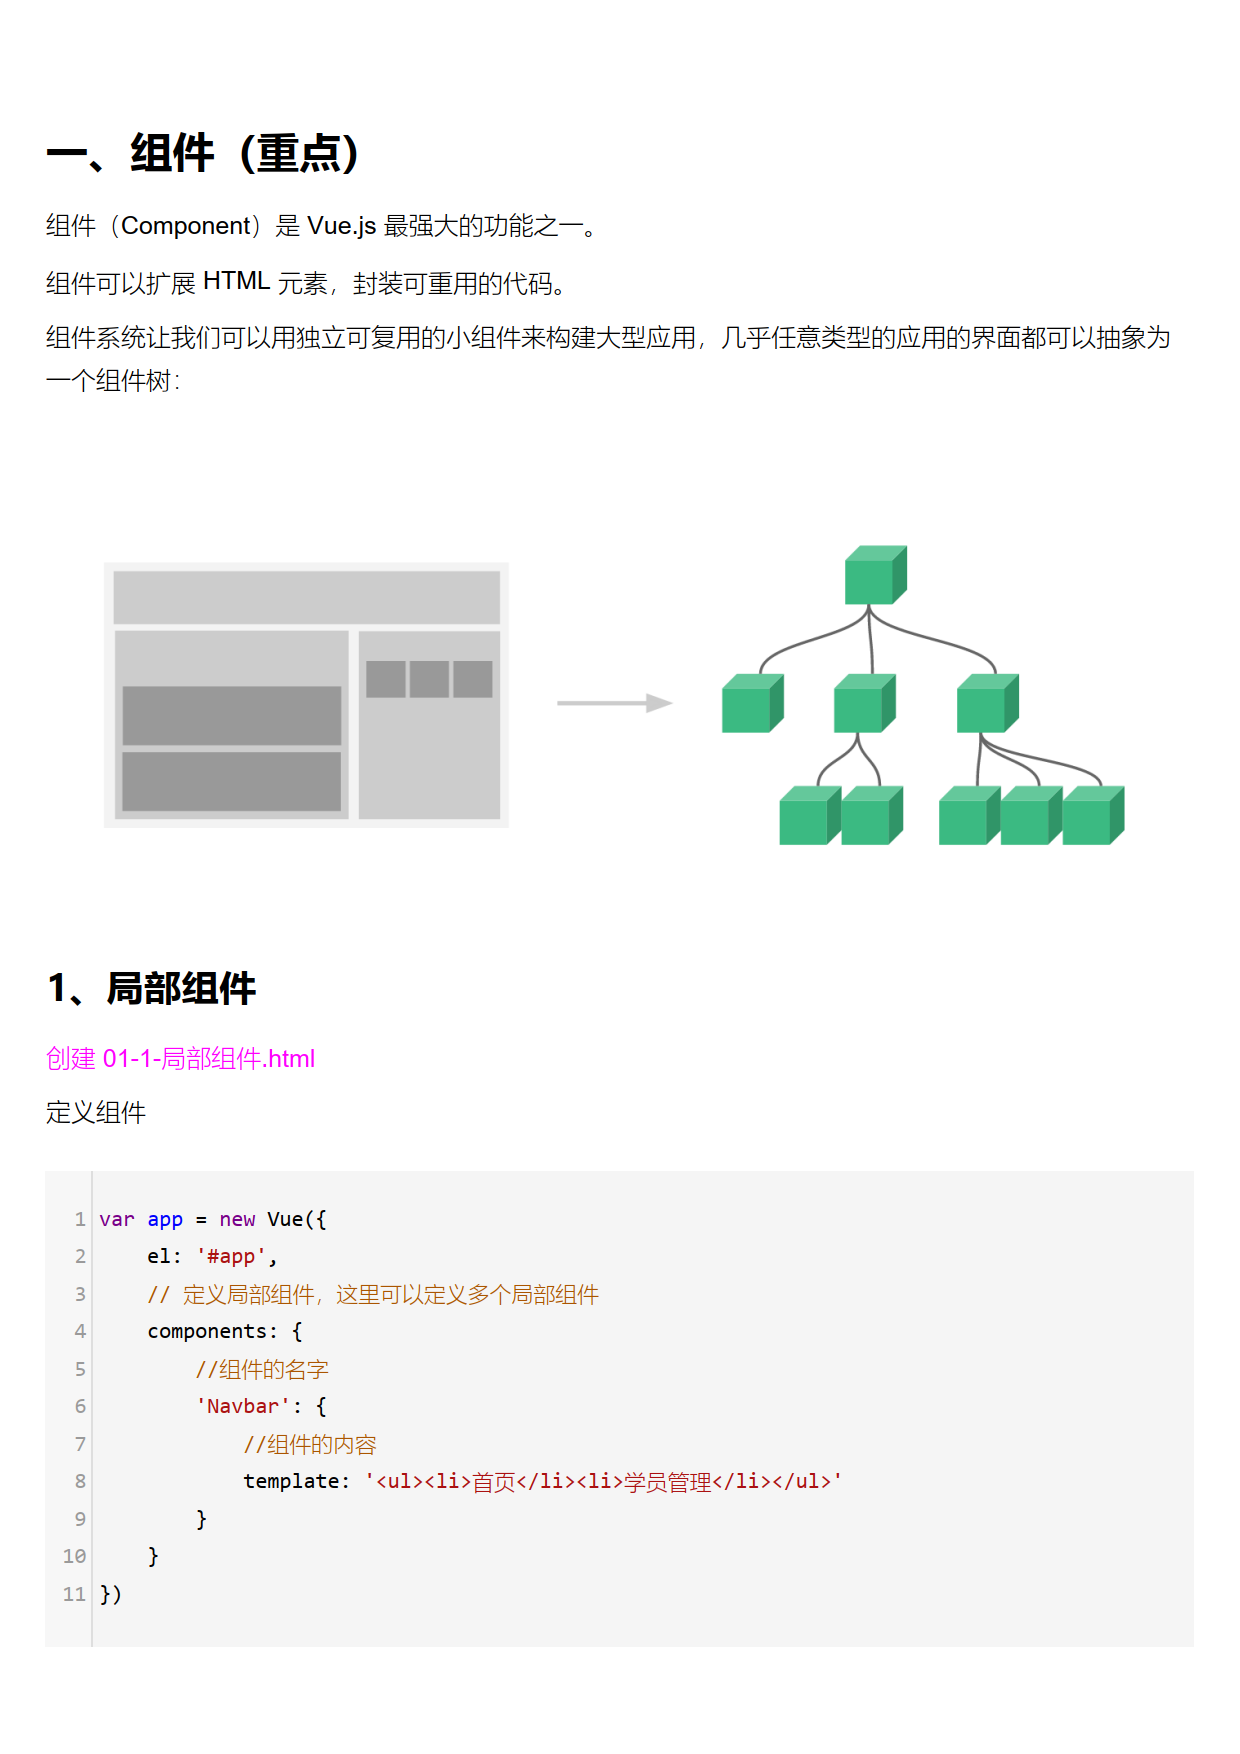 一、组件（重点）
组件（Component）是 Vue.js 最强大的功能之一。
组件可以扩展 HTML 元素，封装可重用的代码。
组件系统让我们可以用独立可复用的小组件来构建大型应用，几乎任意类型的应用的界面都可以抽象为
一个组件树：
1、局部组件
创建 01-1-局部组件.html
定义组件
1 var app = new Vue({
2     el: '#app',
3     // 定义局部组件，这里可以定义多个局部组件
4     components: {
5         //组件的名字
6         'Navbar': {
7             //组件的内容
8             template: '<ul><li>首页</li><li>学员管理</li></ul>'
9         }
10     }
11 })